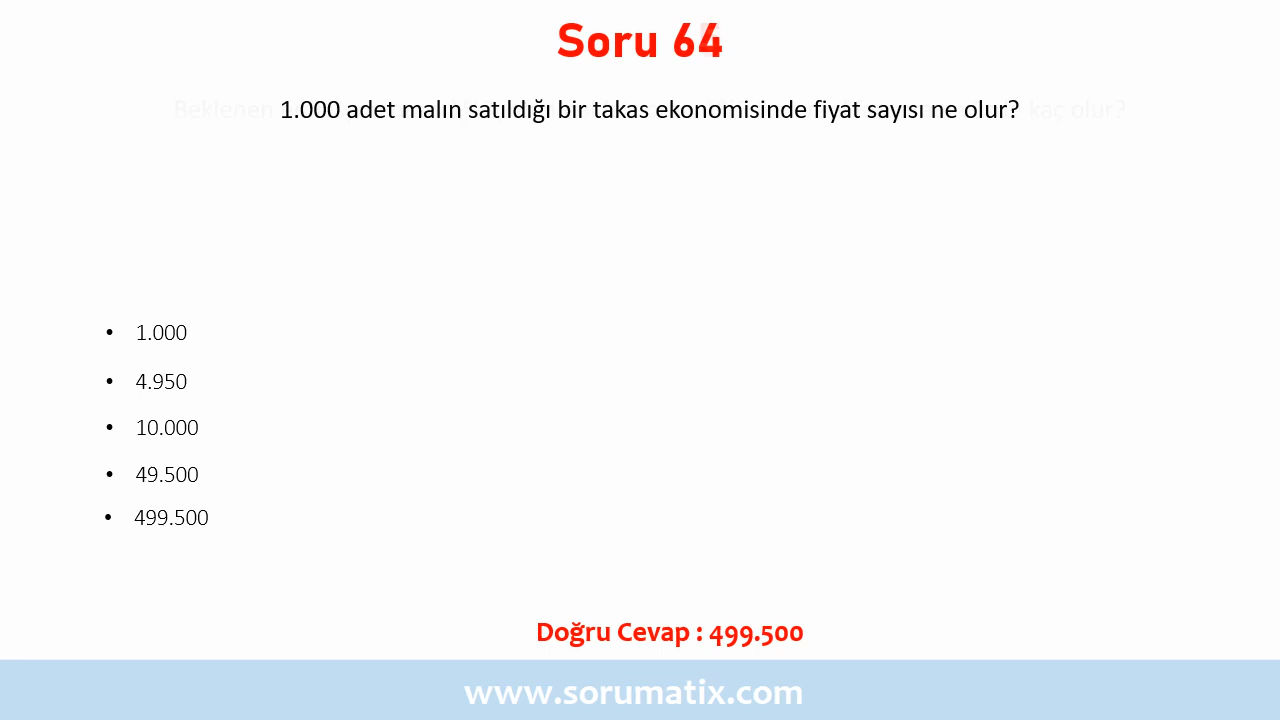 Soru 64
1.000 adet malın satıldığı bir takas ekonomisinde fiyat sayısı ne olur?
• 1.000
• 4.950
• 10.000
• 49.500
• 499.500
Doğru Cevap : 499.500
www.sorumatix.com